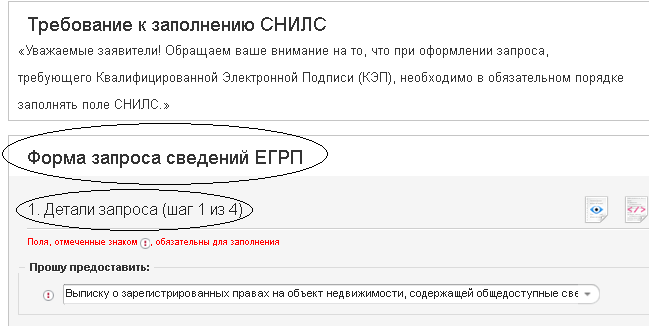 Требование к заполнению СНИЛС
«Уважаемые заявители! Обращаем ваше внимание на то, что при оформлении запроса,
требующего Квалифицированной Электронной Подписи (КЭП), необходимо в обязательном порядке
заполнять поле СНИЛС.»
Форма запроса сведений ЕГРП
1. Детали запроса (шаг 1 из 4)
Поля, отмеченные знаком , обязательны для заполнения
Прошу предоставить:
Выписку о зарегистрированных правах на объект недвижимости, содержащей общедоступные све